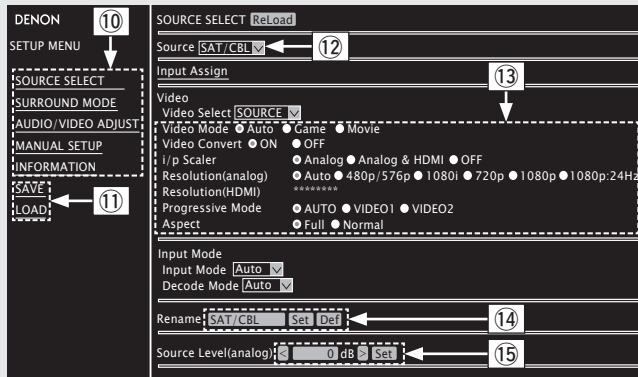 DENON
SETUP MENU
SOURCE SELECT
SURROUND MODE
AUDIO/VIDEO ADJUST
MANUAL SETUP
INFORMATION
SAVE
LOAD
⑩
⑪
SOURCE SELECT ReLoad
Source SAT/CBL
⑫
Input Assign
⑬
Video
Video Select SOURCE
Video Mode Auto Game Movie
Video Convert ON OFF
i/p Scaler Analog Analog & HDMI OFF
Resolution(analog) Auto 480p/576p 1080i 720p 1080p 1080p:24Hz
Resolution(HDMI) ********
Progressive Mode AUTO VIDEO1 VIDEO2
Aspect Full Normal
Input Mode
Input Mode Auto
Decode Mode Auto
Rename SAT/CBL Set Def
⑭
Source Level(analog) < 0 dB > Set
⑮